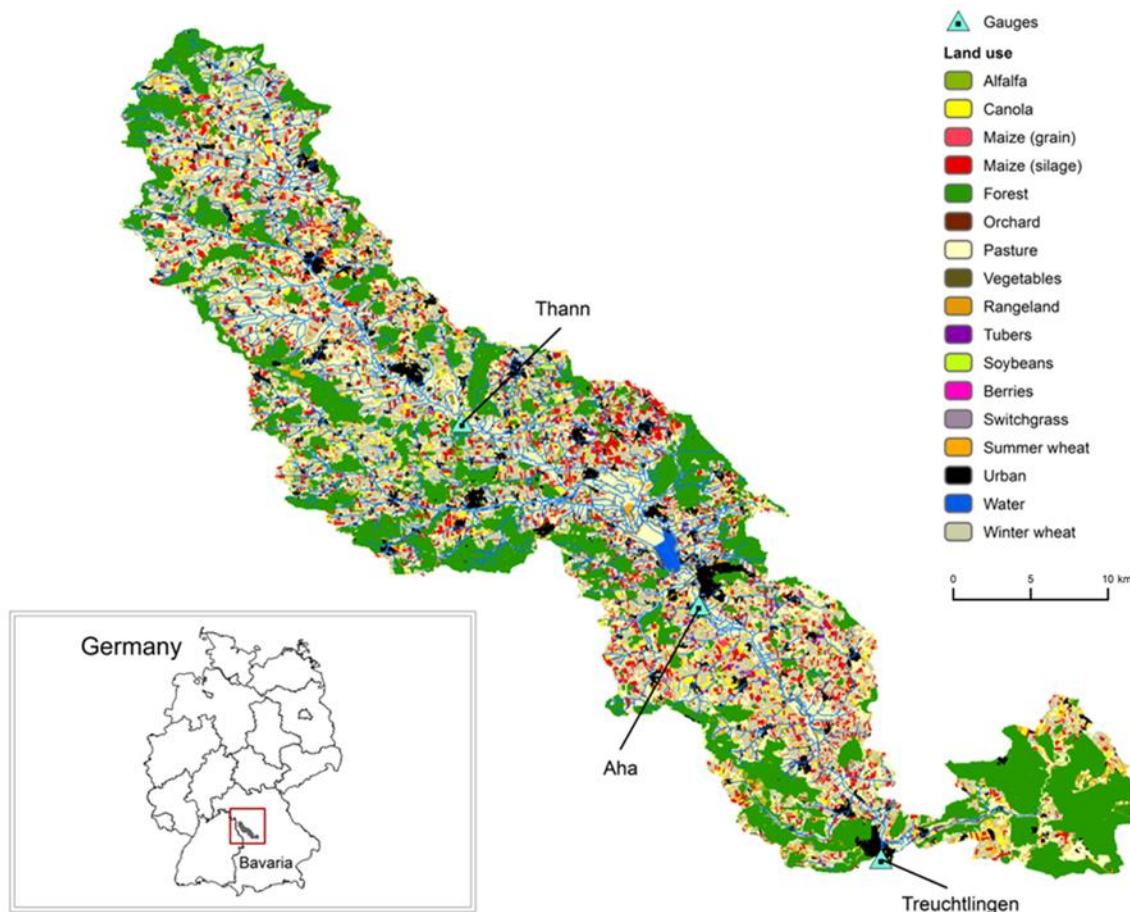 Gauges
Land use
Alfalfa
Canola
Maize (grain)
Maize (silage)
Forest
Orchard
Pasture
Vegetables
Rangeland
Tubers
Soybeans
Berries
Switchgrass
Summer wheat
Urban
Water
Winter wheat
0 5 10 km
Thann
Aha
Treuchtlingen
Germany
Bavaria